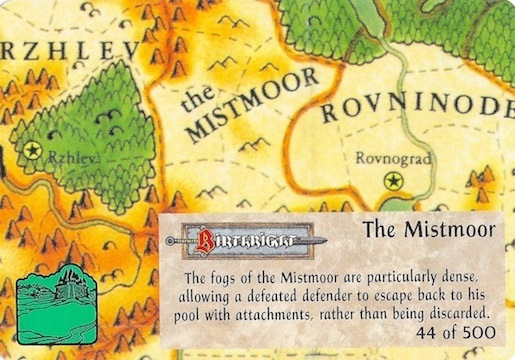 RZHLEV
the
MISTMOOR
ROVNINODE
Rzhlev
Rovnograd
BIRTHRIGHT
The Mistmoor
The fogs of the Mistmoor are particularly dense,
allowing a defeated defender to escape back to his
pool with attachments, rather than being discarded.
44 of 500